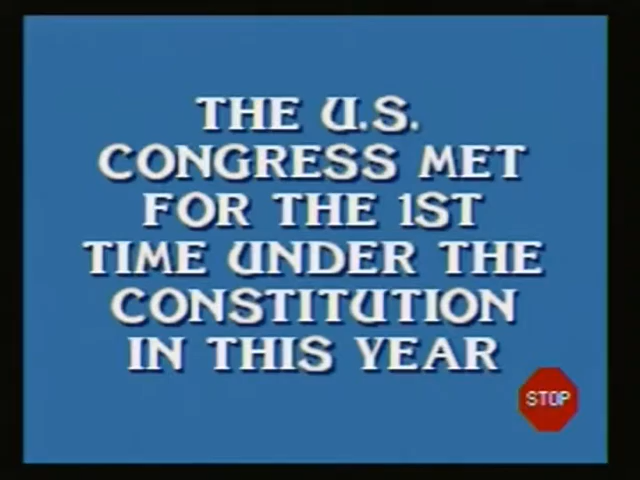 THE U.S.
CONGRESS MET
FOR THE 1ST
TIME UNDER THE
CONSTITUTION
IN THIS YEAR
STOP